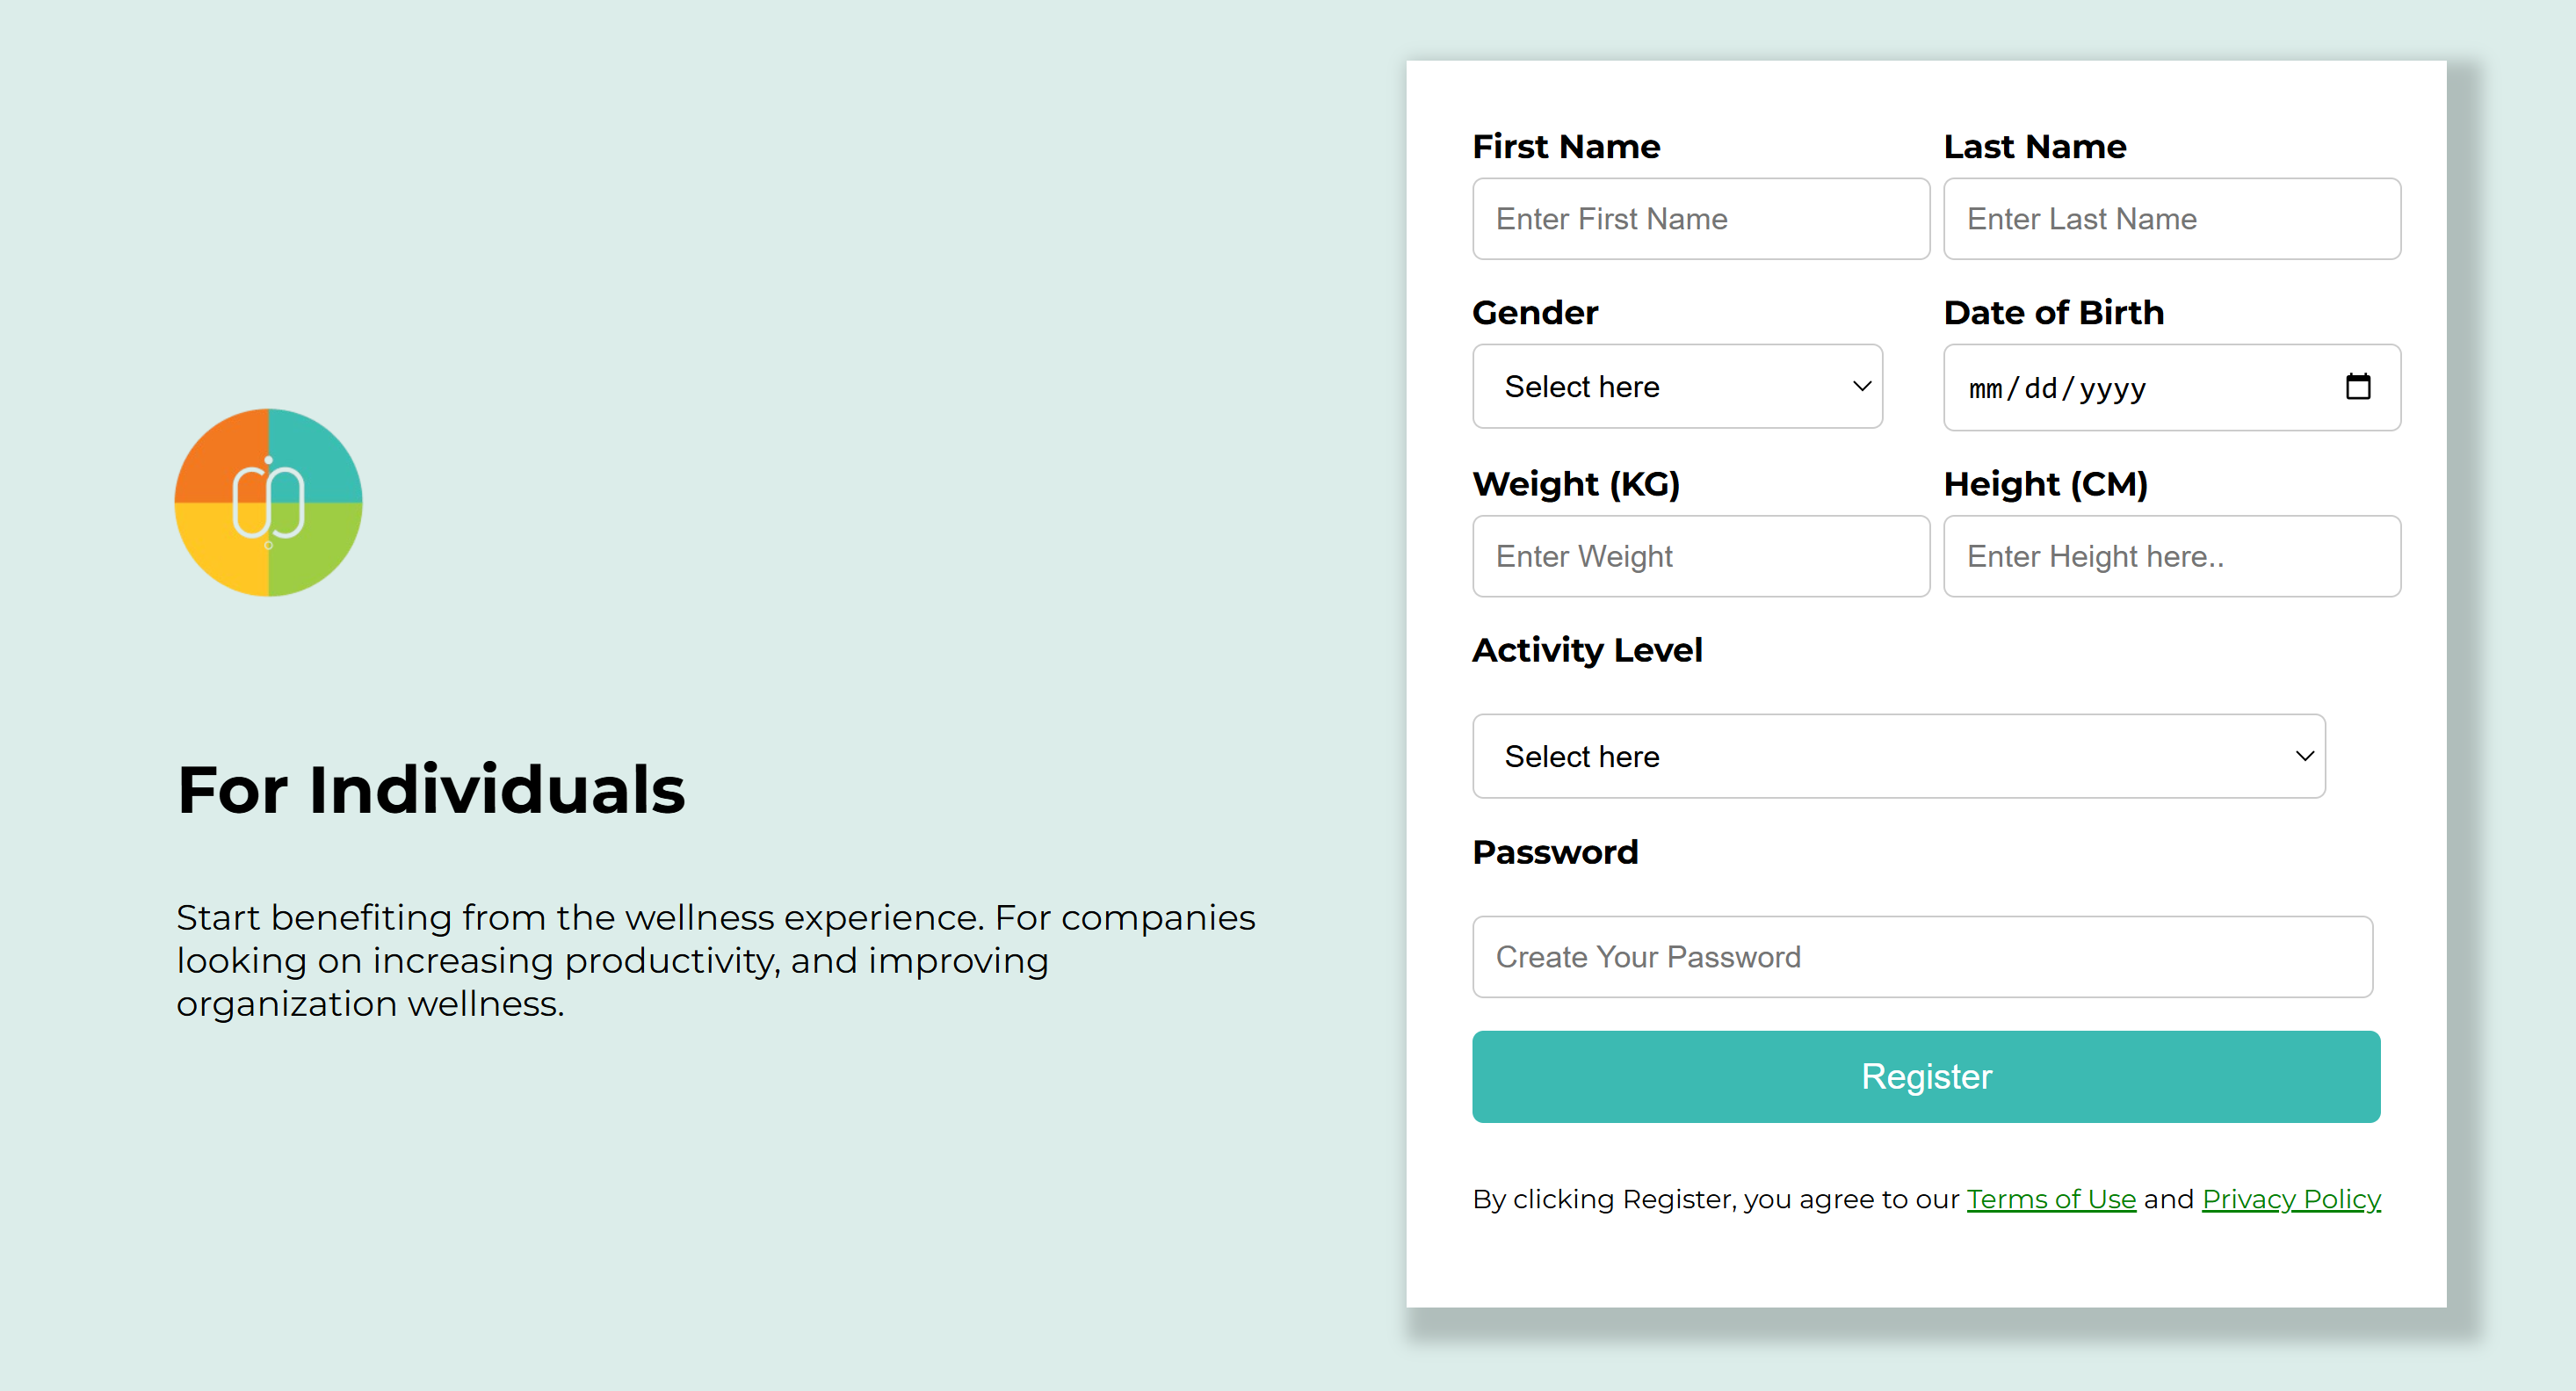 For Individuals
Start benefiting from the wellness experience. For companies
looking on increasing productivity, and improving
organization wellness.
First Name
Last Name
Enter First Name
Enter Last Name
Gender
Date of Birth
Select here
mm/dd/yyyy
Weight (KG)
Height (CM)
Enter Weight
Enter Height here..
Activity Level
Select here
Password
Create Your Password
Register
By clicking Register, you agree to our Terms of Use and Privacy Policy